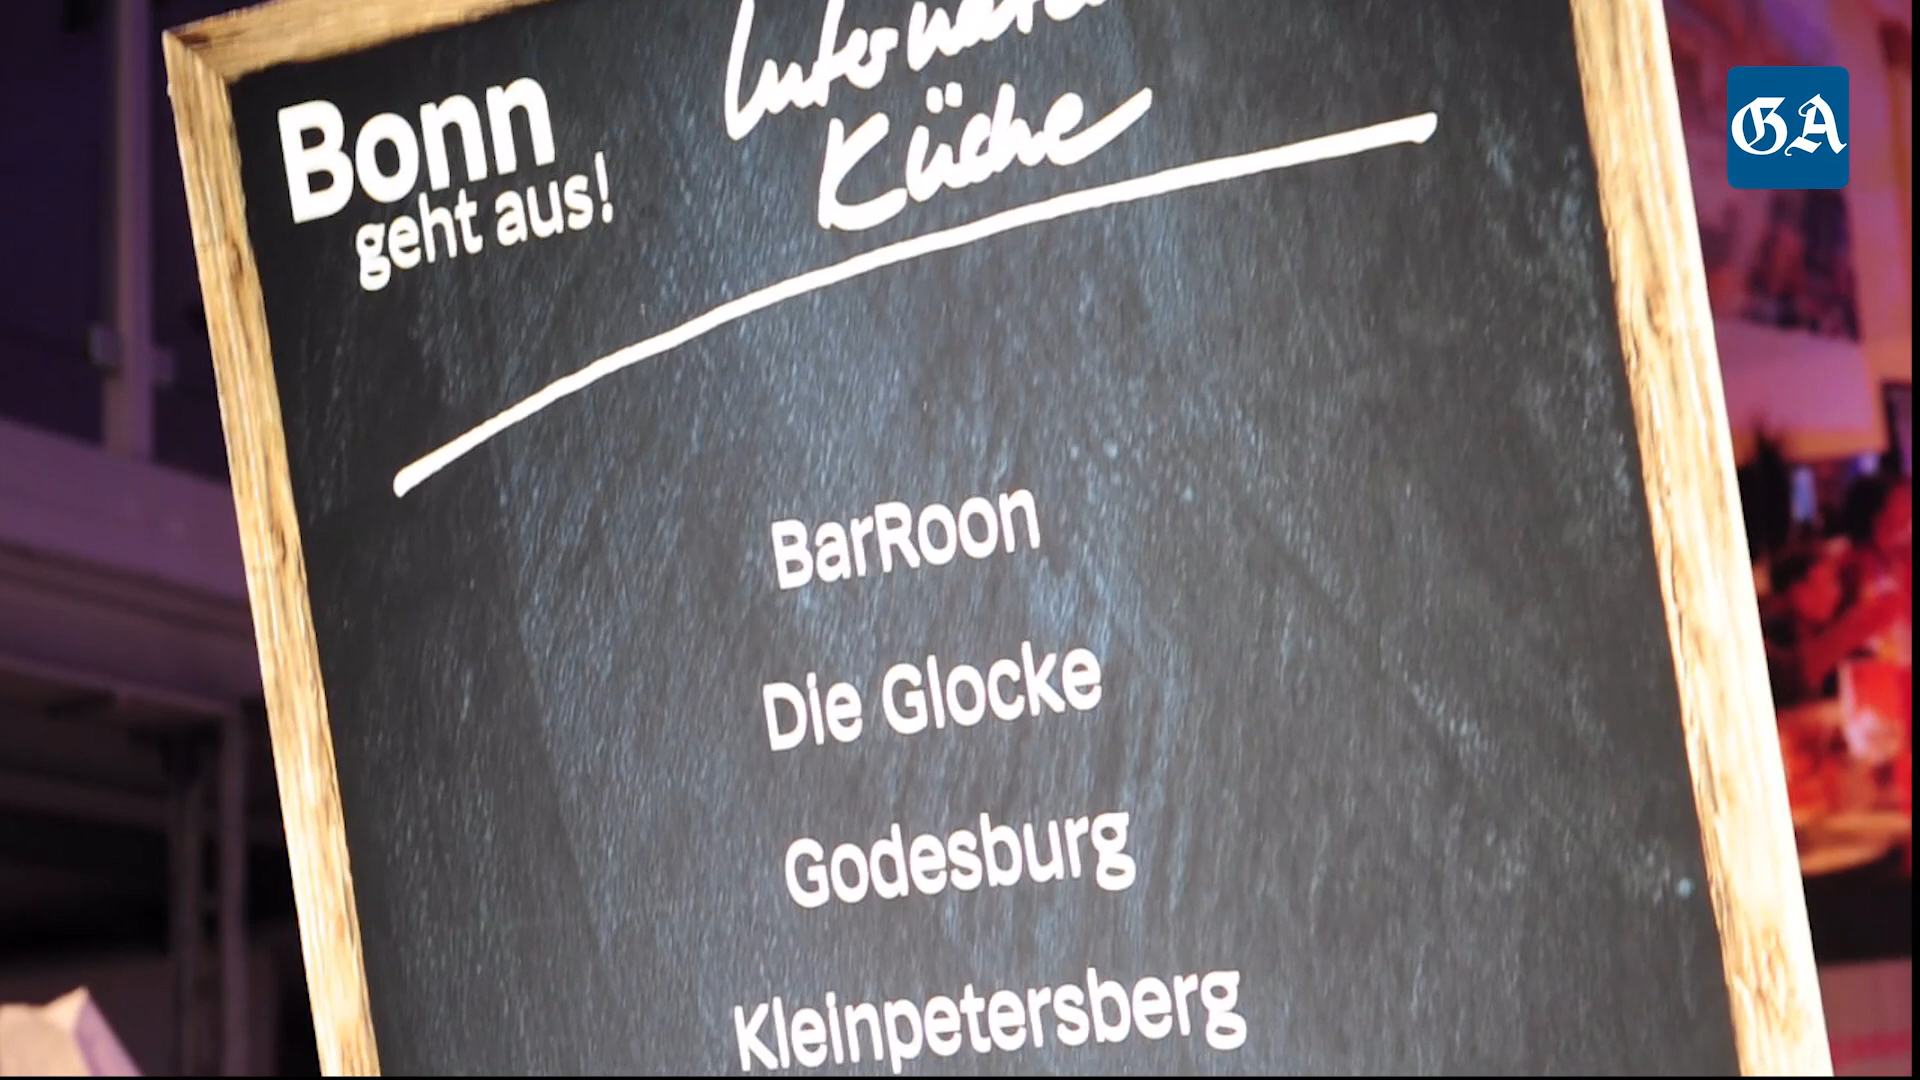 Bonn
geht aus!
Küche
BarRoon
Die Glocke
Godesburg
Kleinpetersberg
GA